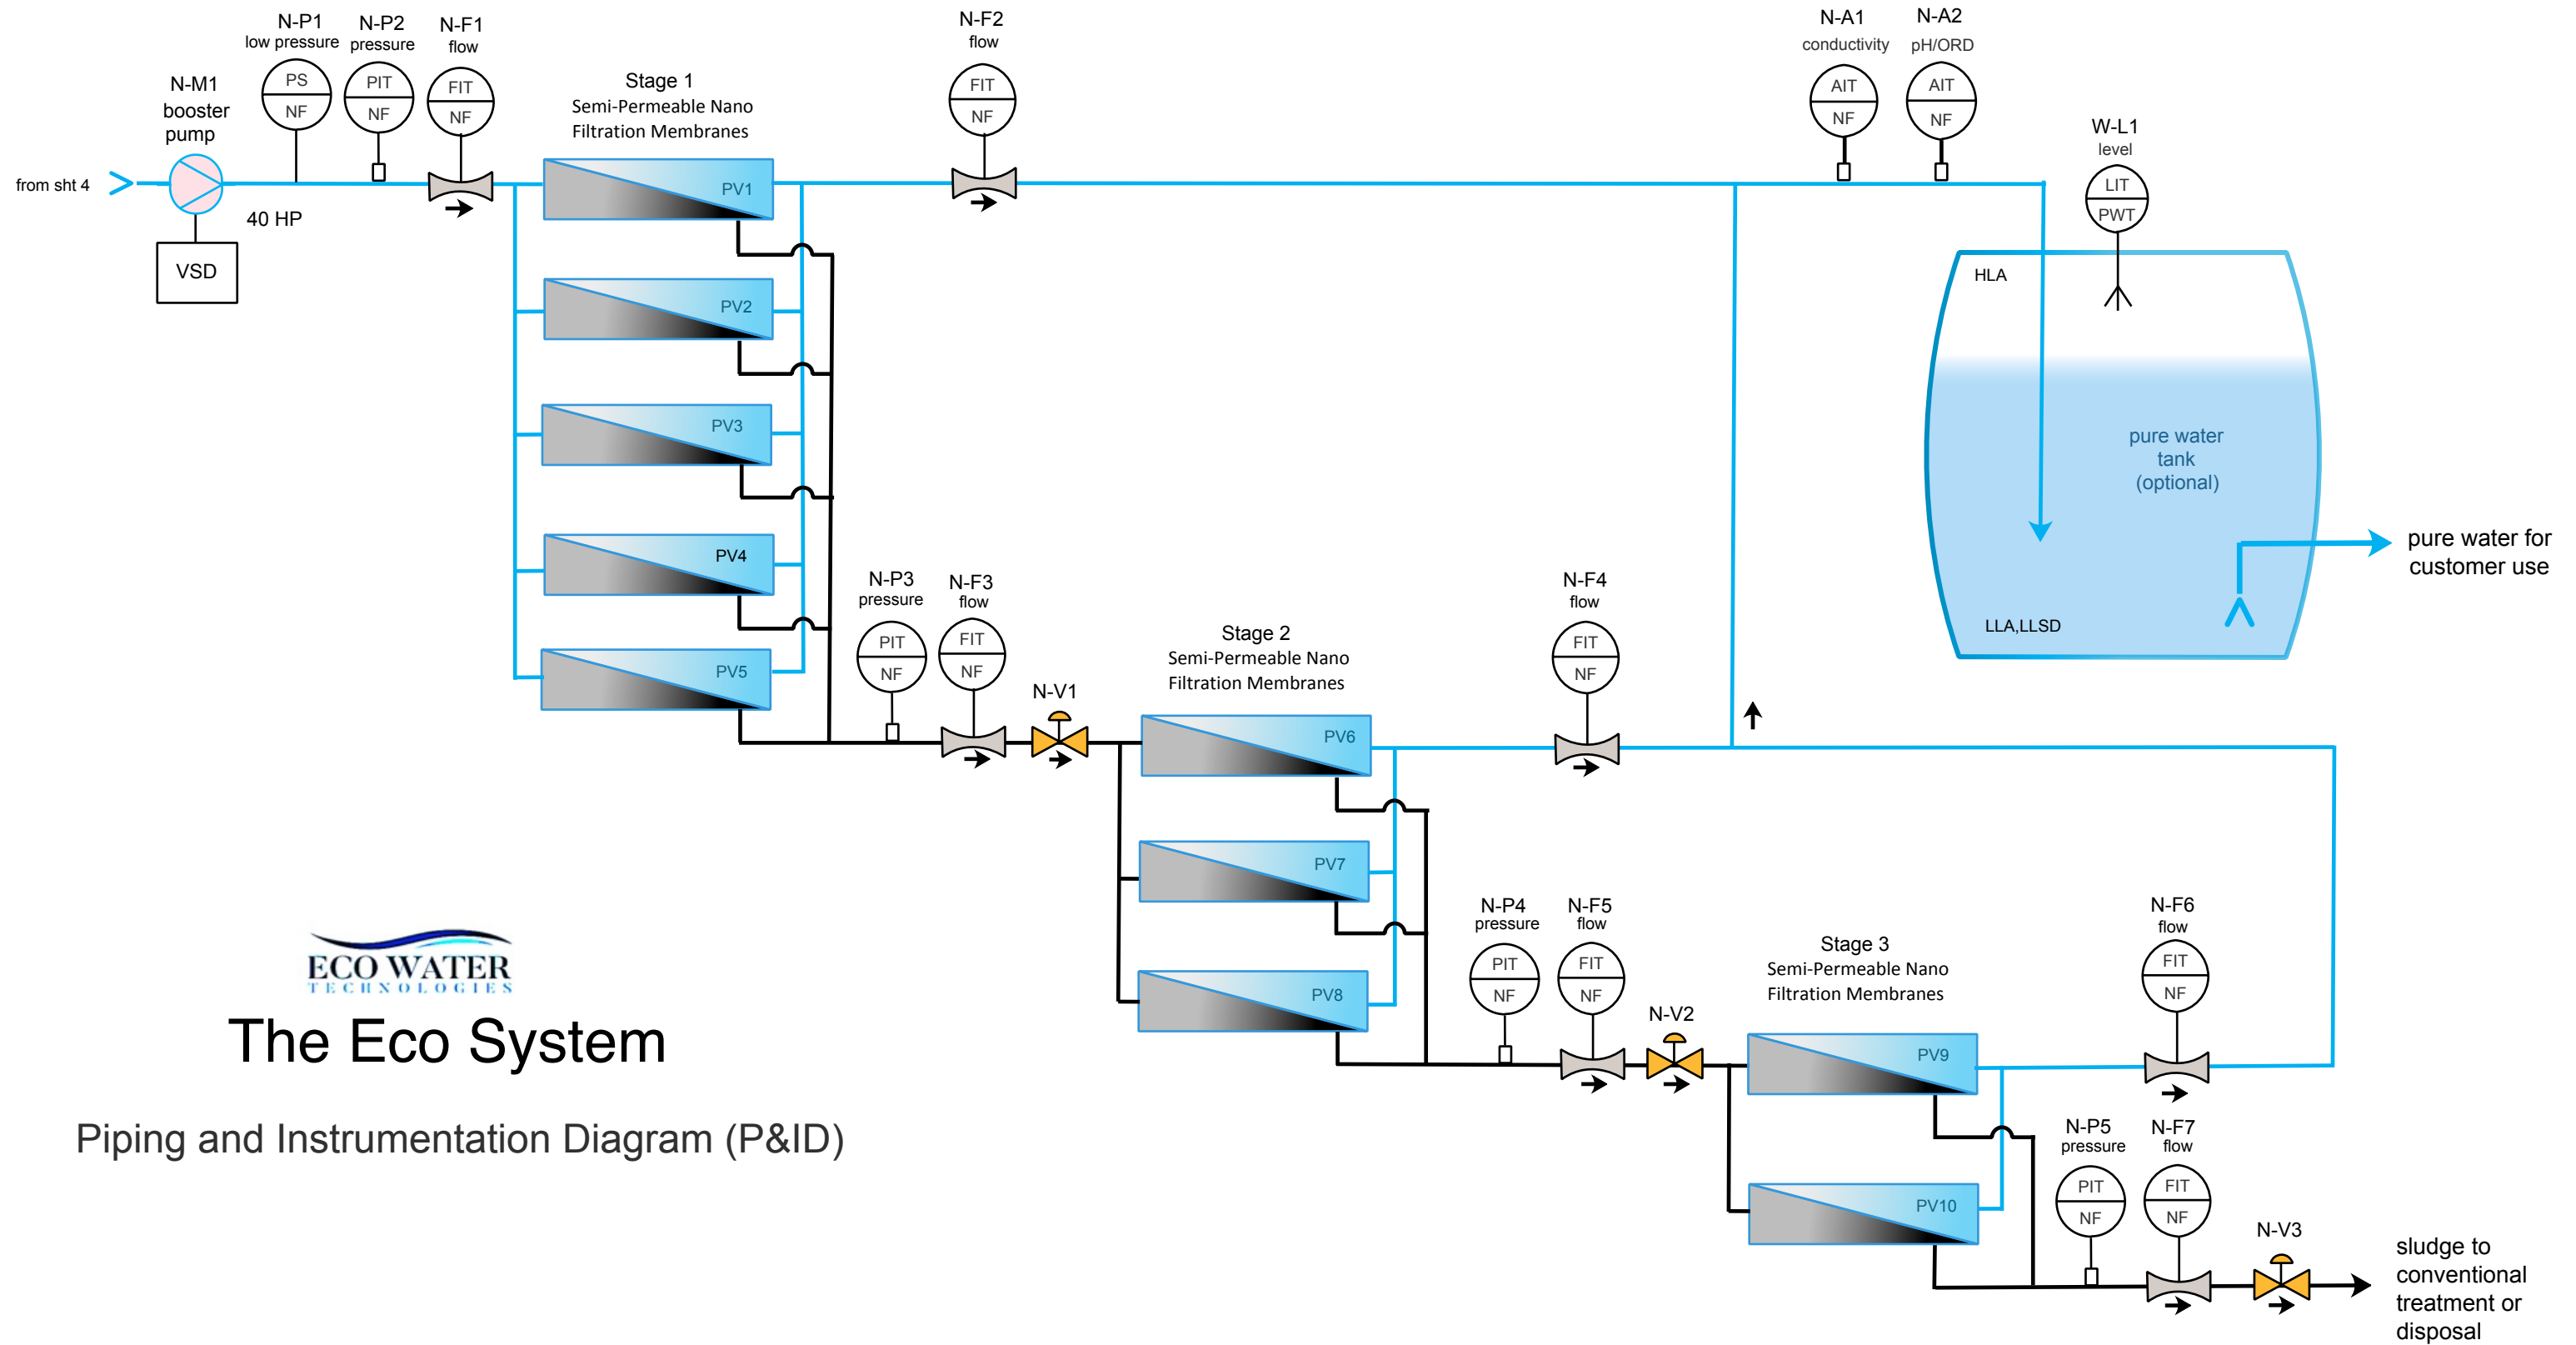 N-P1
low pressure
PS
NF
N-P2
pressure
PIT
NF
N-F1
flow
FIT
NF
N-M1
booster
pump
from sht 4
40 HP
VSD
Stage 1
Semi-Permeable Nano
Filtration Membranes
PV1
PV2
PV3
PV4
PV5
N-F2
flow
FIT
NF
N-A1
conductivity
AIT
NF
N-A2
pH/ORD
AIT
NF
W-L1
level
LIT
PWT
HLA
pure water
tank
(optional)
LLA,LLSD
pure water for
customer use
N-P3
pressure
PIT
NF
N-F3
flow
FIT
NF
N-V1
Stage 2
Semi-Permeable Nano
Filtration Membranes
PV6
PV7
PV8
N-F4
flow
FIT
NF
N-P4
pressure
PIT
NF
N-F5
flow
FIT
NF
N-V2
Stage 3
Semi-Permeable Nano
Filtration Membranes
PV9
PV10
N-F6
flow
FIT
NF
N-P5
pressure
PIT
NF
N-F7
flow
FIT
NF
N-V3
sludge to
conventional
treatment or
disposal
ECO WATER
TECHNOLOGIES
The Eco System
Piping and Instrumentation Diagram (P&ID)